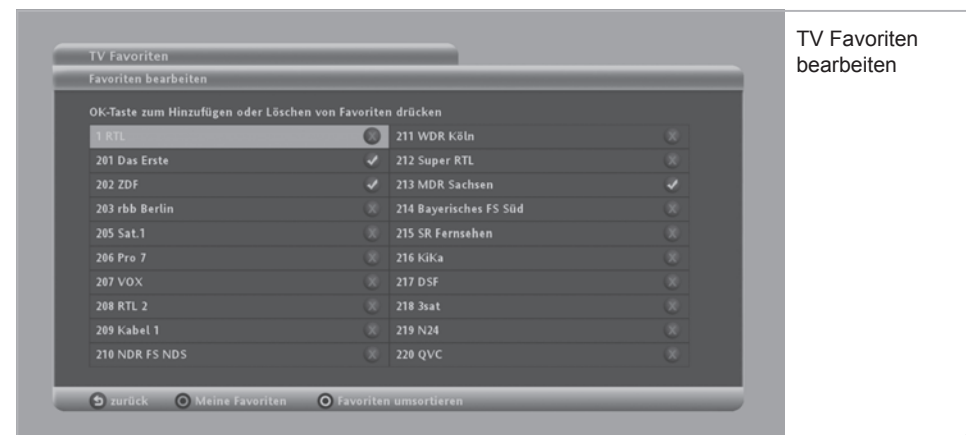 TV Favoriten
Favoriten bearbeiten
OK-Taste zum Hinzufügen oder Löschen von Favoriten drücken
1 RTL
201 Das Erste
202 ZDF
203 rbb Berlin
205 Sat.1
206 Pro 7
207 VOX
208 RTL 2
209 Kabel 1
210 NDR FS NDS
211 WDR Köln
212 Super RTL
213 MDR Sachsen
214 Bayerisches FS Süd
215 SR Fernsehen
216 KiKa
217 DSF
218 3sat
219 N24
220 QVC
zurück Meine Favoriten Favoriten umsortieren
TV Favoriten
bearbeiten